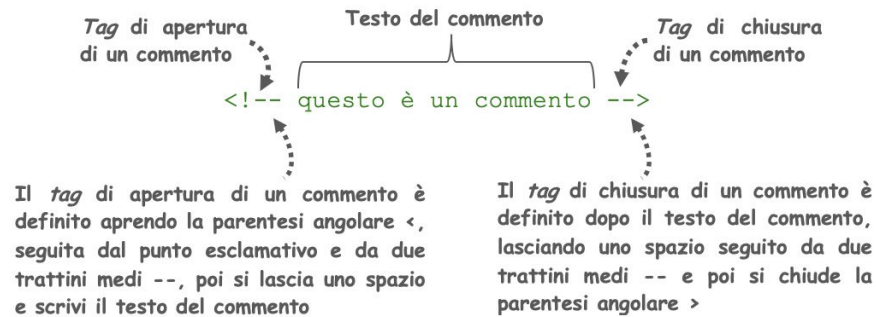 Tag di apertura
di un commento
Testo del commento
Tag di chiusura
di un commento
<!-- questo è un commento -->
Il tag di apertura di un commento è
definito aprendo la parentesi angolare <,
seguita dal punto esclamativo e da due
trattini medi --, poi si lascia uno spazio
e scrivi il testo del commento
Il tag di chiusura di un commento è
definito dopo il testo del commento,
lasciando uno spazio seguito da due
trattini medi -- e poi si chiude la
parentesi angolare >